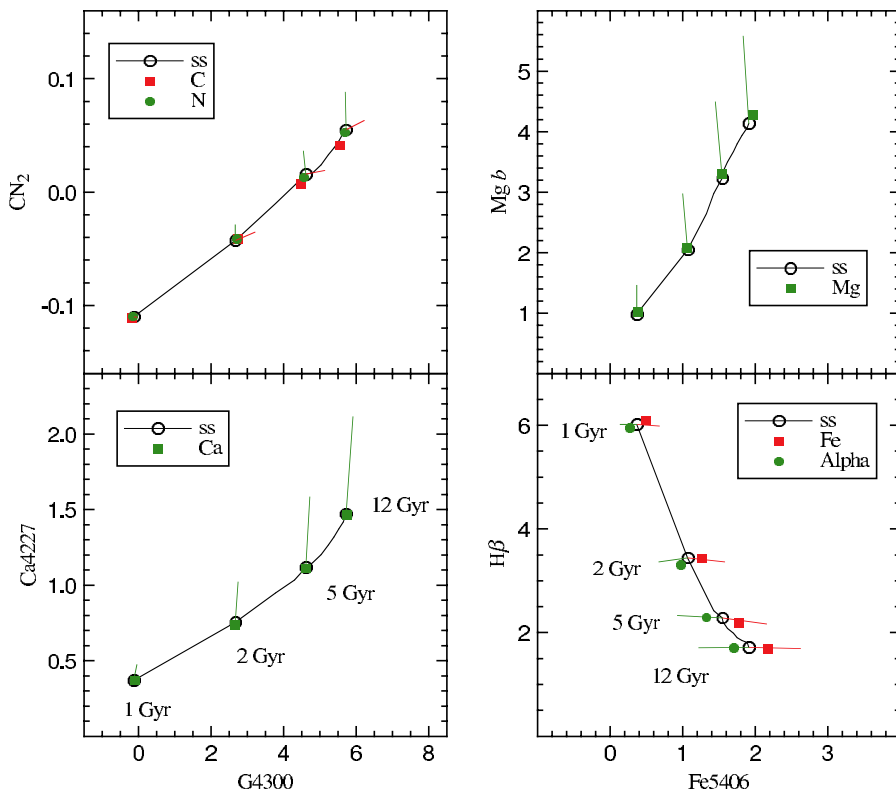 ss
C
N
0.1
0.0
-0.1
CN2
5
4
3
2
1
Mg b
ss
Mg
ss
Ca
2.0
1.5
1.0
0.5
Ca4227
12 Gyr
5 Gyr
2 Gyr
1 Gyr
0
2
4
6
8
G4300
ss
Fe
Alpha
6
4
2
Hβ
1 Gyr
2 Gyr
5 Gyr
12 Gyr
0
1
2
3
Fe5406